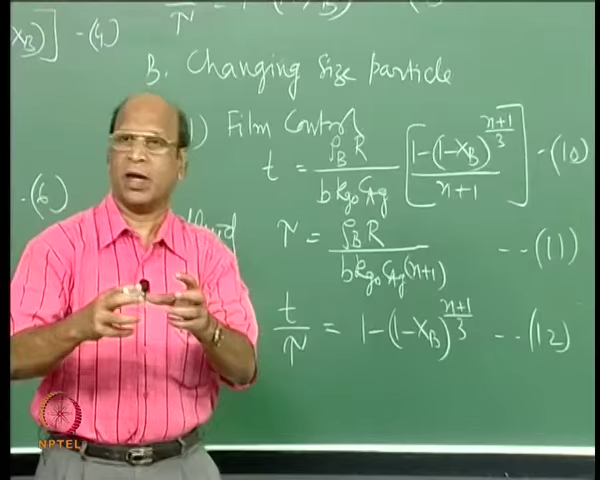 x_B)] - (4)
τ
B. Changing Size particle
1) Film Control
t = ρ_B R / (b k_g0 C_Ag) [ (1-(1-x_B)^((n+1)/3)) / (n+1) ] - (10)
- (6)
τ = ρ_B R / (b k_g0 C_Ag (n+1)) - - (11)
t/τ = 1-(1-x_B)^((n+1)/3) - - (12)
NPTEL